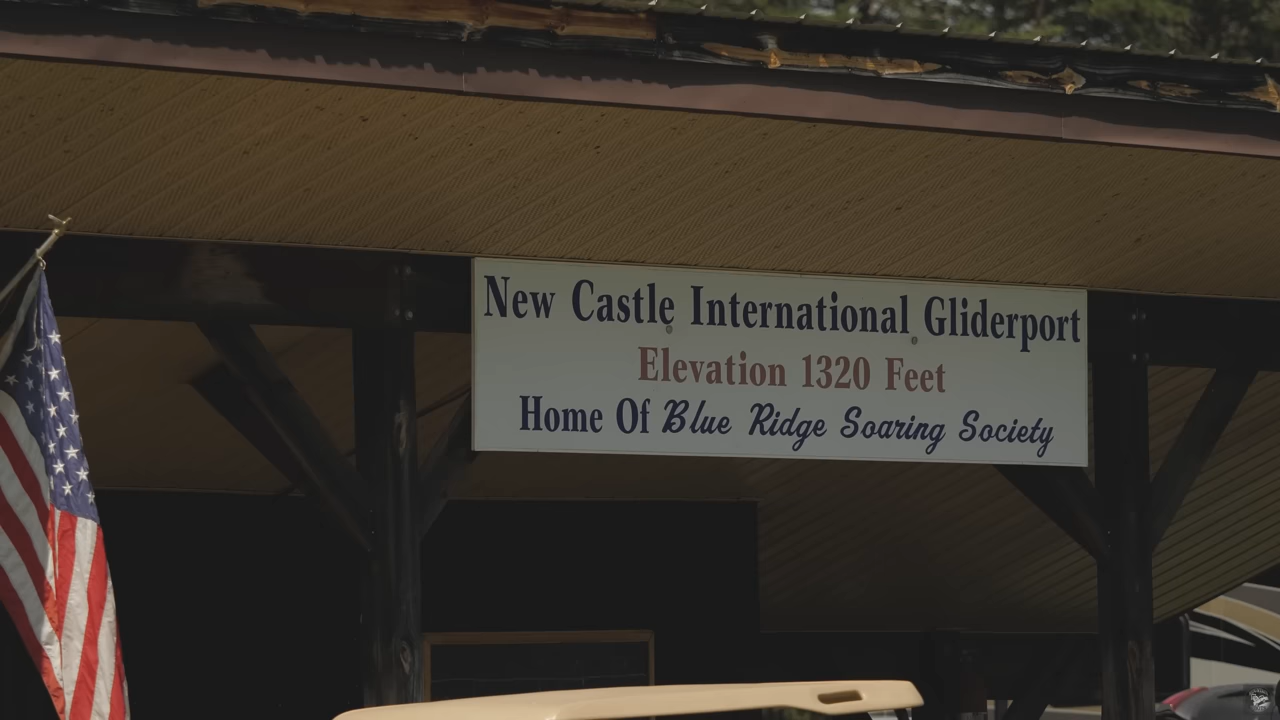 New Castle International Gliderport
Elevation 1320 Feet
Home Of Blue Ridge Soaring Society